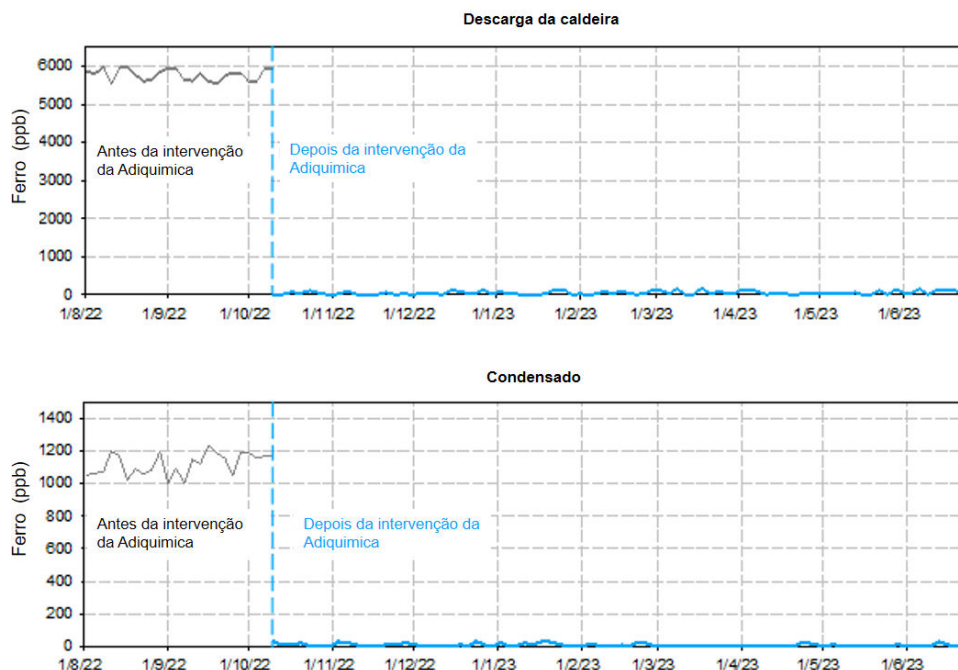 Descarga da caldeira
Ferro (ppb)
6000
5000
4000
3000
2000
1000
0
Antes da intervenção
da Adiquimica
Depois da intervenção da
Adiquimica
1/8/22 1/9/22 1/10/22 1/11/22 1/12/22 1/1/23 1/2/23 1/3/23 1/4/23 1/5/23 1/6/23
Condensado
Ferro (ppb)
1400
1200
1000
800
600
400
200
0
Antes da intervenção
da Adiquimica
Depois da intervenção da
Adiquimica
1/8/22 1/9/22 1/10/22 1/11/22 1/12/22 1/1/23 1/2/23 1/3/23 1/4/23 1/5/23 1/6/23